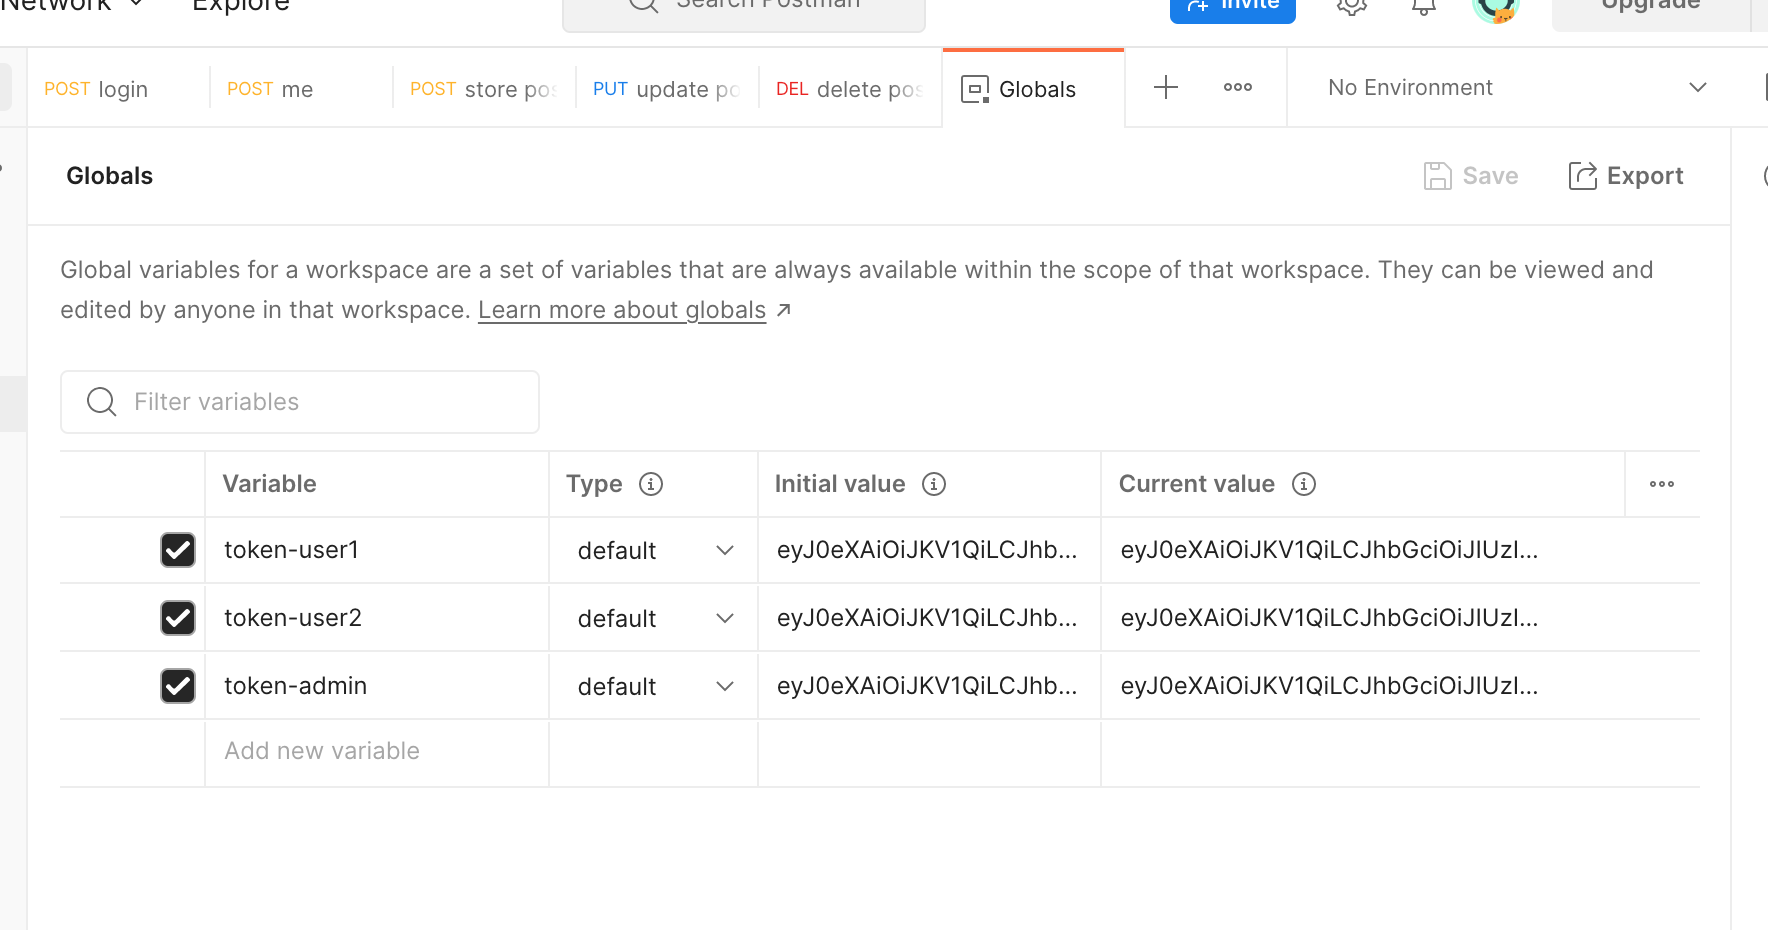 Network Explore Search Postman Invite Upgrade
POST login POST me POST store pos PUT update po DEL delete pos Globals No Environment
Globals Save Export
Global variables for a workspace are a set of variables that are always available within the scope of that workspace. They can be viewed and
edited by anyone in that workspace. Learn more about globals ↗
Filter variables
Variable Type Initial value Current value
token-user1 default eyJ0eXAiOiJKV1QiLCJhb... eyJ0eXAiOiJKV1QiLCJhbGciOiJIUzI...
token-user2 default eyJ0eXAiOiJKV1QiLCJhb... eyJ0eXAiOiJKV1QiLCJhbGciOiJIUzI...
token-admin default eyJ0eXAiOiJKV1QiLCJhb... eyJ0eXAiOiJKV1QiLCJhbGciOiJIUzI...
Add new variable